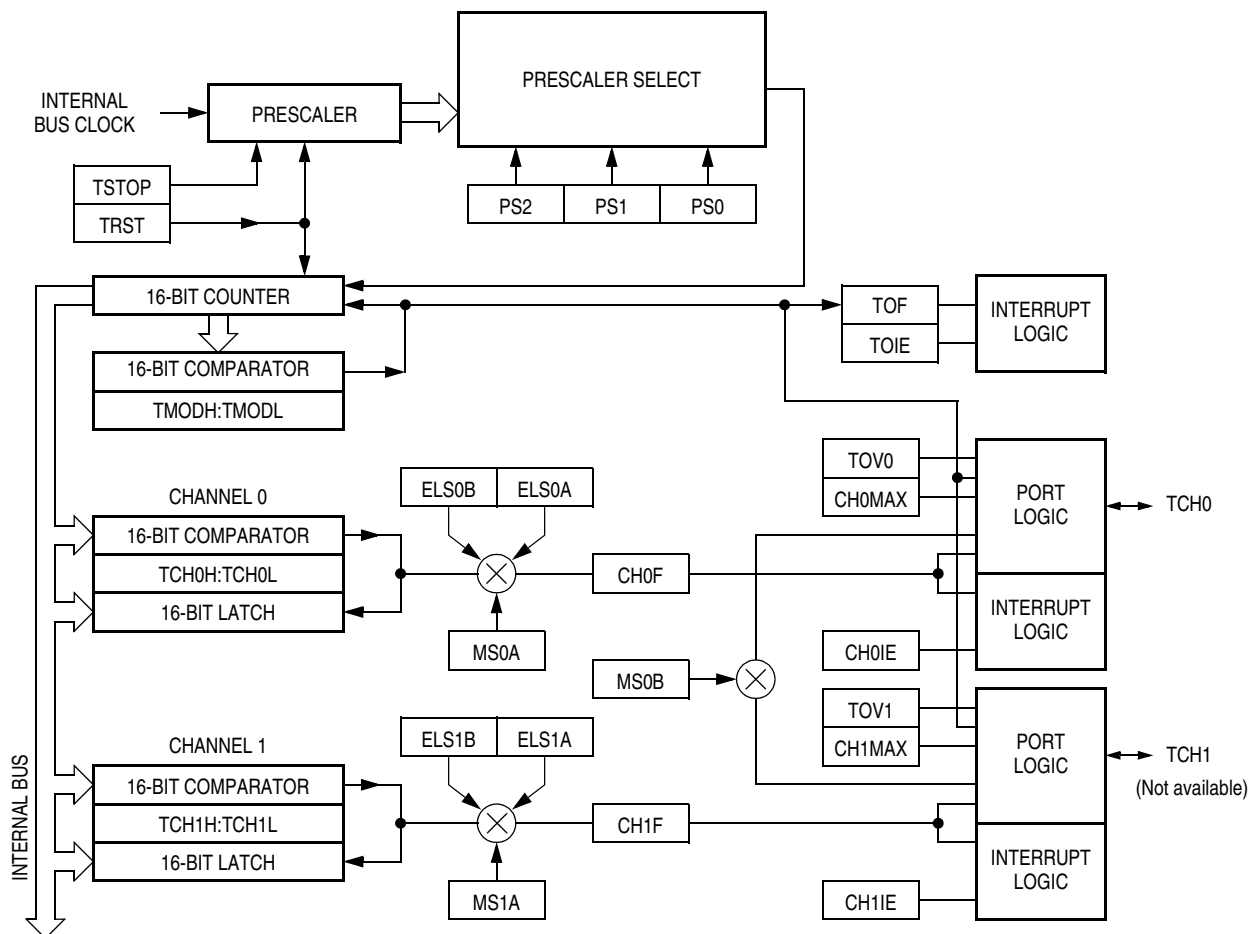 PRESCALER SELECT
INTERNAL
BUS CLOCK
PRESCALER
TSTOP
TRST
PS2
PS1
PS0
16-BIT COUNTER
TOF
TOIE
INTERRUPT
LOGIC
16-BIT COMPARATOR
TMODH:TMODL
CHANNEL 0
16-BIT COMPARATOR
TCH0H:TCH0L
16-BIT LATCH
ELS0B
ELS0A
MS0A
CH0F
TOV0
CH0MAX
PORT
LOGIC
TCH0
INTERRUPT
LOGIC
CH0IE
MS0B
CHANNEL 1
16-BIT COMPARATOR
TCH1H:TCH1L
16-BIT LATCH
ELS1B
ELS1A
MS1A
CH1F
TOV1
CH1MAX
PORT
LOGIC
TCH1
(Not available)
INTERRUPT
LOGIC
CH1IE
INTERNAL BUS